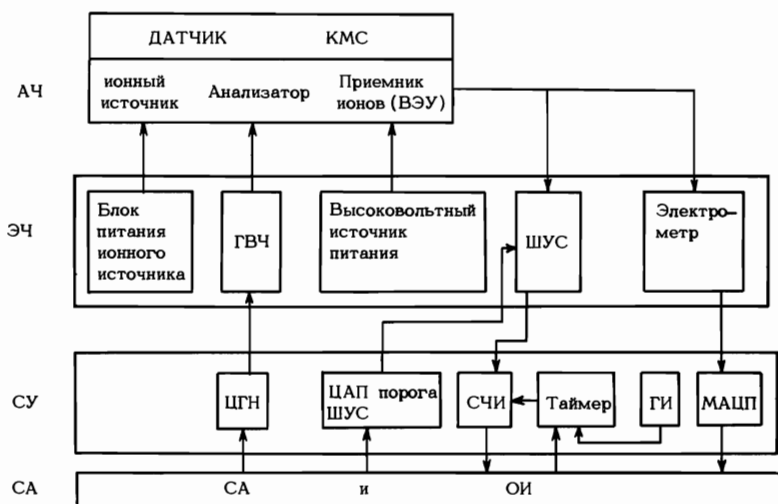 ДАТЧИК КМС
АЧ
ионный источник
Анализатор
Приемник ионов (ВЭУ)
ЭЧ
Блок питания ионного источника
ГВЧ
Высоковольтный источник питания
ШУС
Электро-
метр
СУ
ЦГН
ЦАП порога ШУС
СЧИ
Таймер
ГИ
МАЦП
СА
СА и ОИ